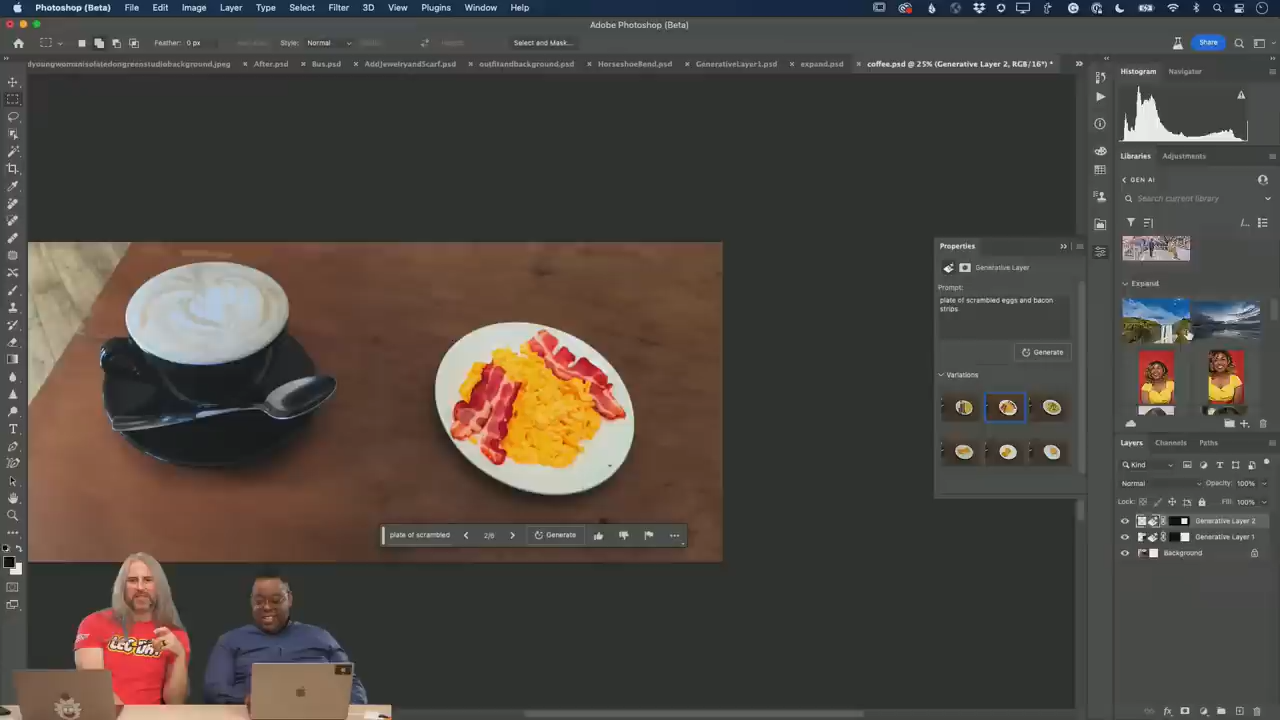 Photoshop (Beta) File Edit Image Layer Type Select Filter 3D View Plugins Window Help
Adobe Photoshop (Beta)
Feather: 0 px Style: Normal Select and Mask... Share
dyoungwomanisolatedongreenstudiobackground.jpeg × After.psd × Bus.psd × AddJewelryandScarf.psd × outfitandbackground.psd × HorseshoeBend.psd × GenerativeLayer1.psd × expand.psd × coffee.psd @ 25% (Generative Layer 2, RGB/16*) *
Histogram Navigator
Libraries Adjustments
GEN AI
Search current library
Expand
Properties
Generative Layer
Prompt:
plate of scrambled eggs and bacon
strips
Generate
Variations
plate of scrambled 2/6 Generate
Layers Channels Paths
Kind
Normal Opacity: 100%
Lock: Fill: 100%
Generative Layer 2
Generative Layer 1
Background